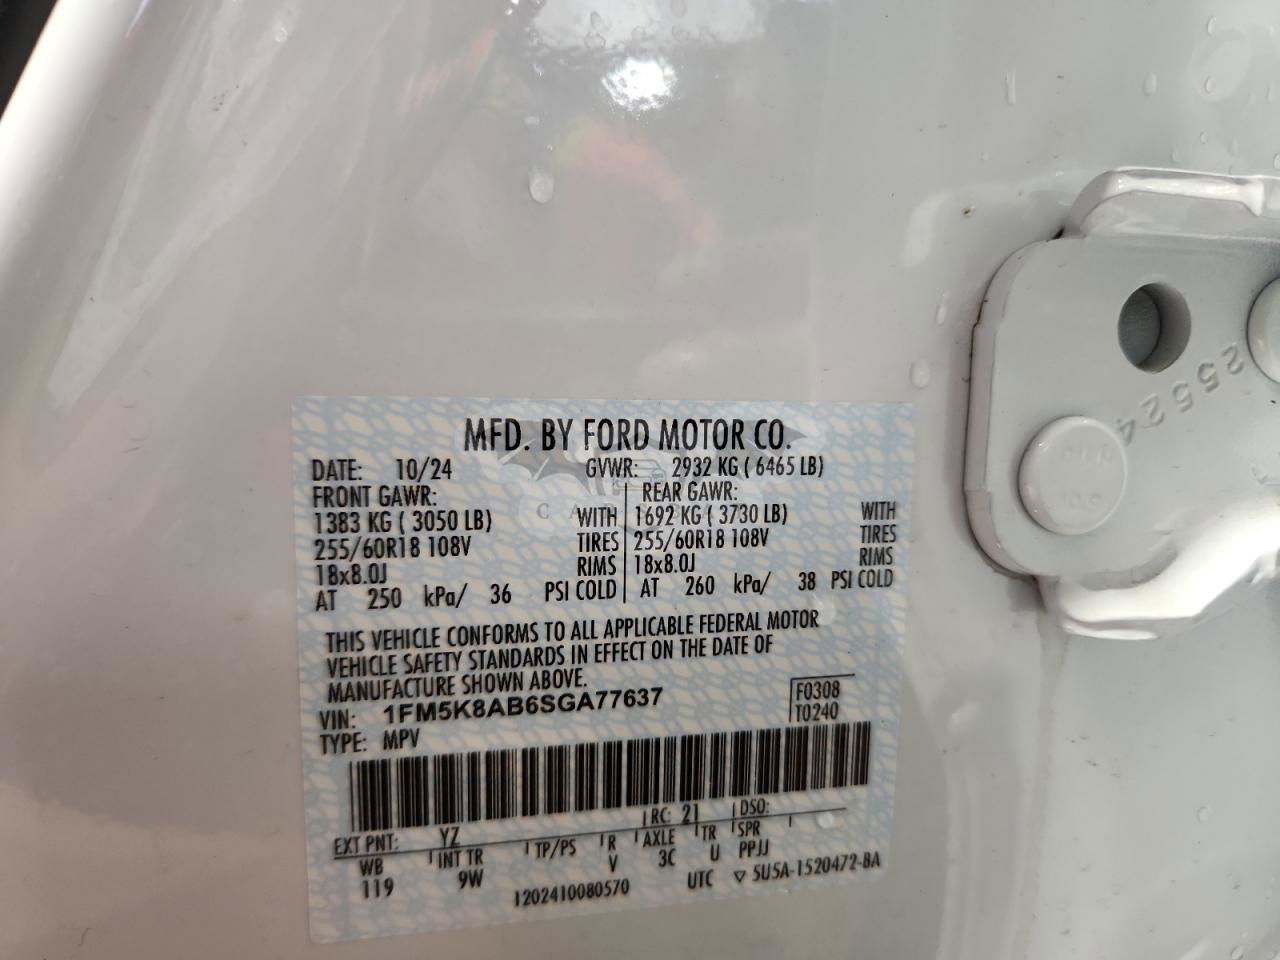 MFD. BY FORD MOTOR CO.
DATE: 10/24 GVWR: 2932 KG ( 6465 LB)
FRONT GAWR: REAR GAWR:
1383 KG ( 3050 LB) WITH 1692 KG ( 3730 LB) WITH
255/60R18 108V TIRES 255/60R18 108V TIRES
18x8.0J RIMS 18x8.0J RIMS
AT 250 kPa/ 36 PSI COLD AT 260 kPa/ 38 PSI COLD
THIS VEHICLE CONFORMS TO ALL APPLICABLE FEDERAL MOTOR
VEHICLE SAFETY STANDARDS IN EFFECT ON THE DATE OF
MANUFACTURE SHOWN ABOVE.
VIN: 1FM5K8AB6SGA77637 F0308
TYPE: MPV T0240
RC: 21 DSO:
EXT PNT: YZ
WB INT TR TP/PS R AXLE TR SPR
119 9W V 3C U PPJJ
1202410080570 UTC ▽ 5U5A-1520472-BA
25524